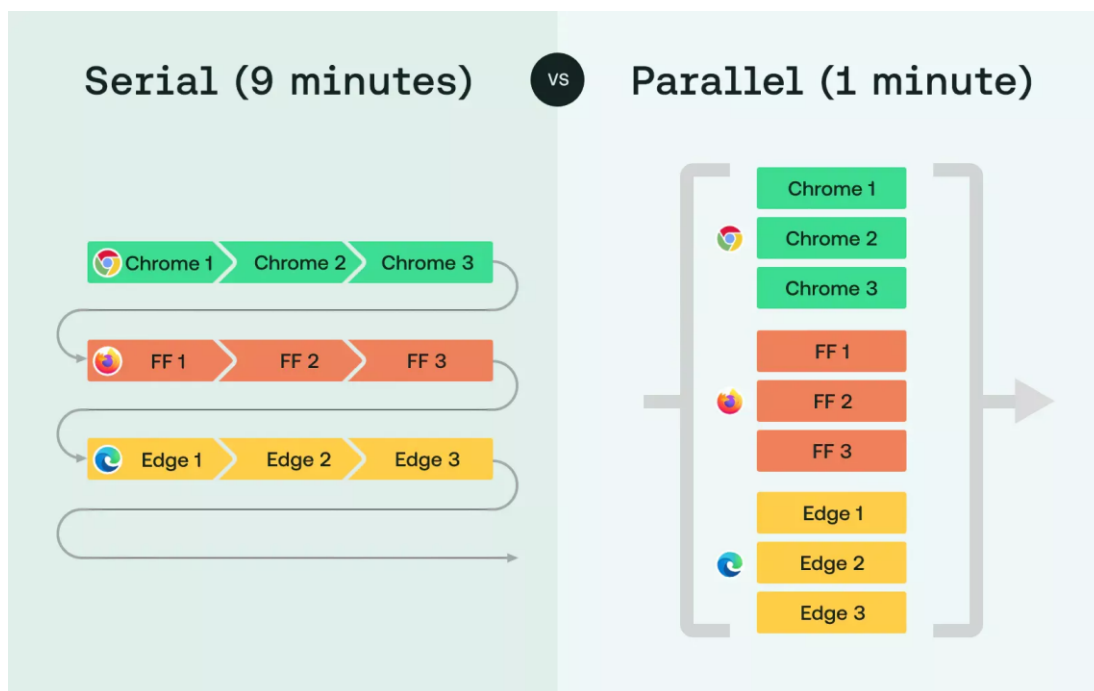 Serial (9 minutes)
VS
Parallel (1 minute)
Chrome 1
Chrome 2
Chrome 3
FF 1
FF 2
FF 3
Edge 1
Edge 2
Edge 3
Chrome 1
Chrome 2
Chrome 3
FF 1
FF 2
FF 3
Edge 1
Edge 2
Edge 3